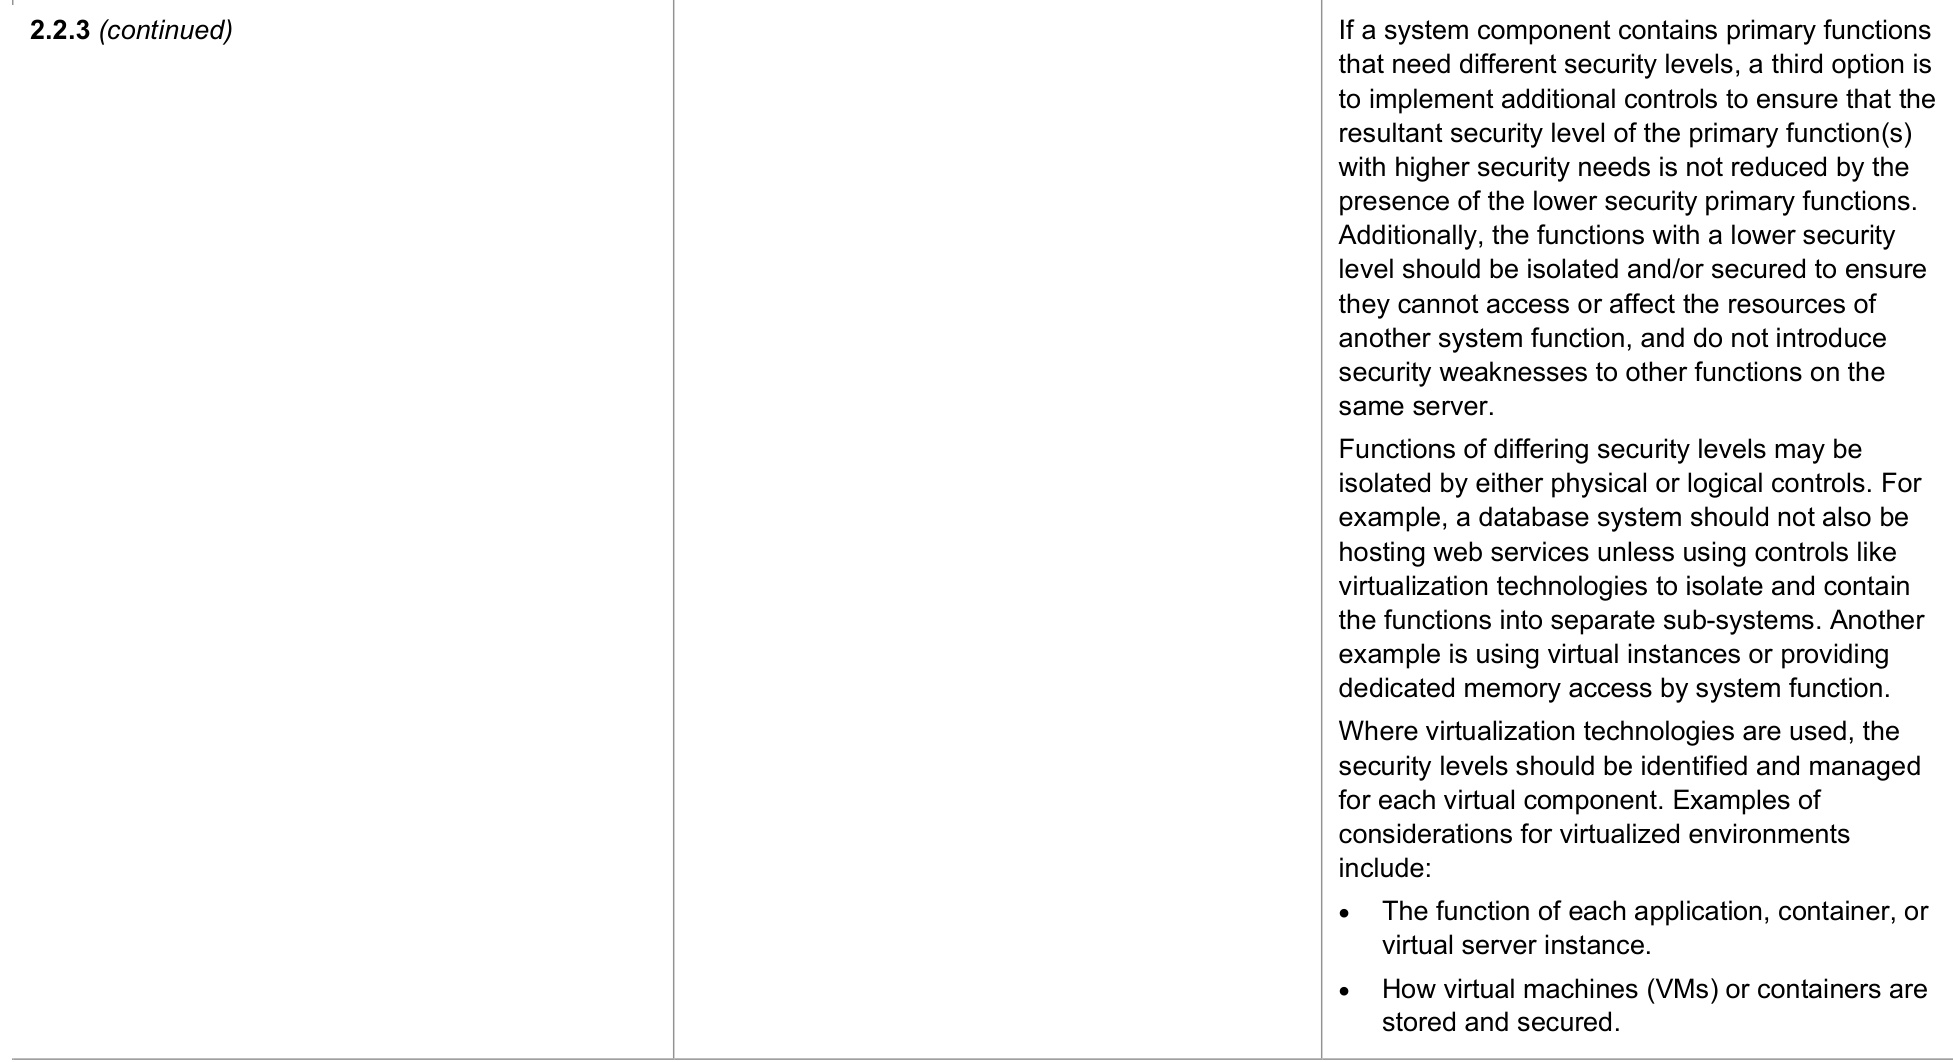 2.2.3 (continued)
If a system component contains primary functions
that need different security levels, a third option is
to implement additional controls to ensure that the
resultant security level of the primary function(s)
with higher security needs is not reduced by the
presence of the lower security primary functions.
Additionally, the functions with a lower security
level should be isolated and/or secured to ensure
they cannot access or affect the resources of
another system function, and do not introduce
security weaknesses to other functions on the
same server.
Functions of differing security levels may be
isolated by either physical or logical controls. For
example, a database system should not also be
hosting web services unless using controls like
virtualization technologies to isolate and contain
the functions into separate sub-systems. Another
example is using virtual instances or providing
dedicated memory access by system function.
Where virtualization technologies are used, the
security levels should be identified and managed
for each virtual component. Examples of
considerations for virtualized environments
include:
• The function of each application, container, or
virtual server instance.
• How virtual machines (VMs) or containers are
stored and secured.